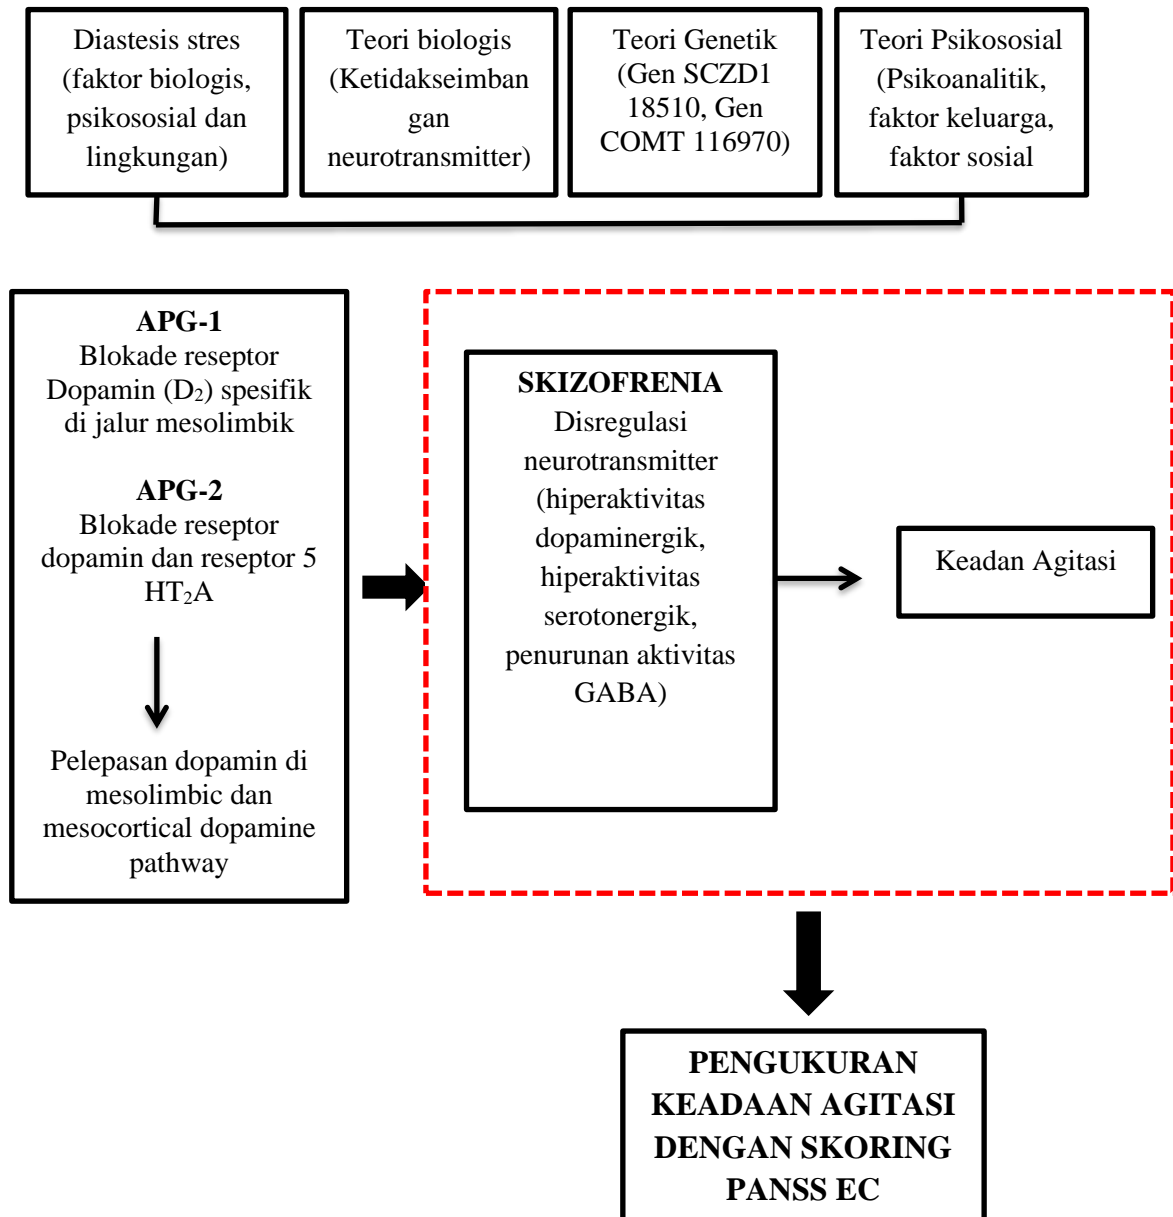 Diastesis stres
(faktor biologis,
psikososial dan
lingkungan)
Teori biologis
(Ketidakseimban
gan
neurotransmitter)
Teori Genetik
(Gen SCZD1
18510, Gen
COMT 116970)
Teori Psikososial
(Psikoanalitik,
faktor keluarga,
faktor sosial
APG-1
Blokade reseptor
Dopamin (D₂) spesifik
di jalur mesolimbik
APG-2
Blokade reseptor
dopamin dan reseptor 5
HT₂A
Pelepasan dopamin di
mesolimbic dan
mesocortical dopamine
pathway
SKIZOFRENIA
Disregulasi
neurotransmitter
(hiperaktivitas
dopaminergik,
hiperaktivitas
serotonergik,
penurunan aktivitas
GABA)
Keadan Agitasi
PENGUKURAN
KEADAAN AGITASI
DENGAN SKORING
PANSS EC